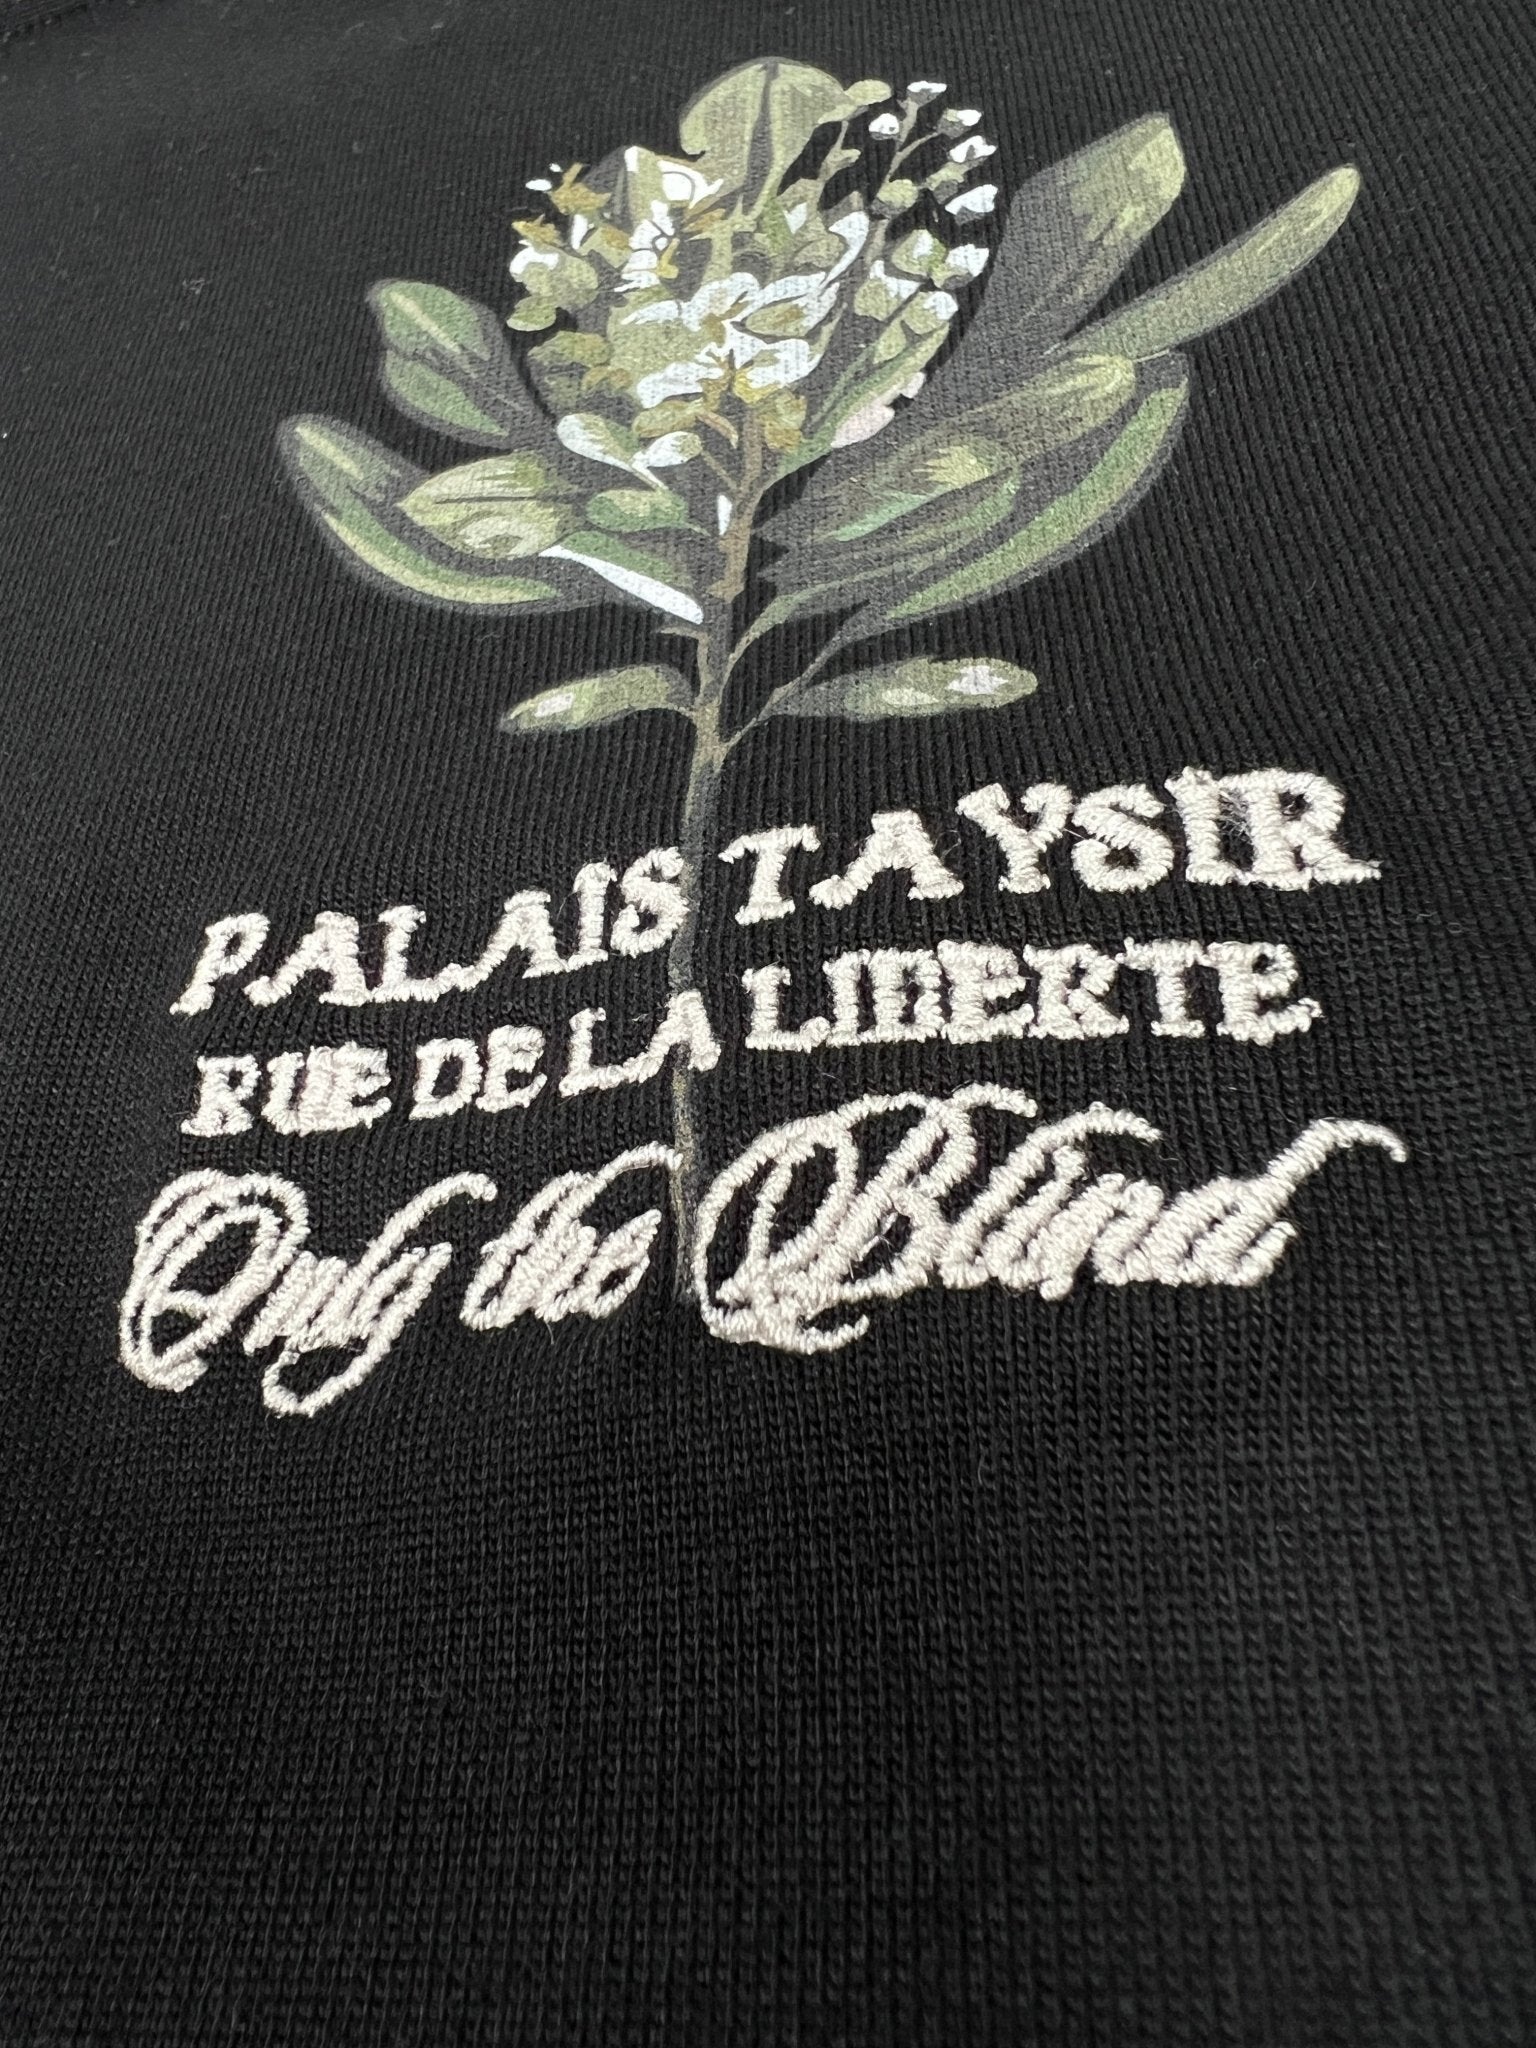 PALAIS TAYSIR
RUE DE LA LIBERTE
Only the Blind